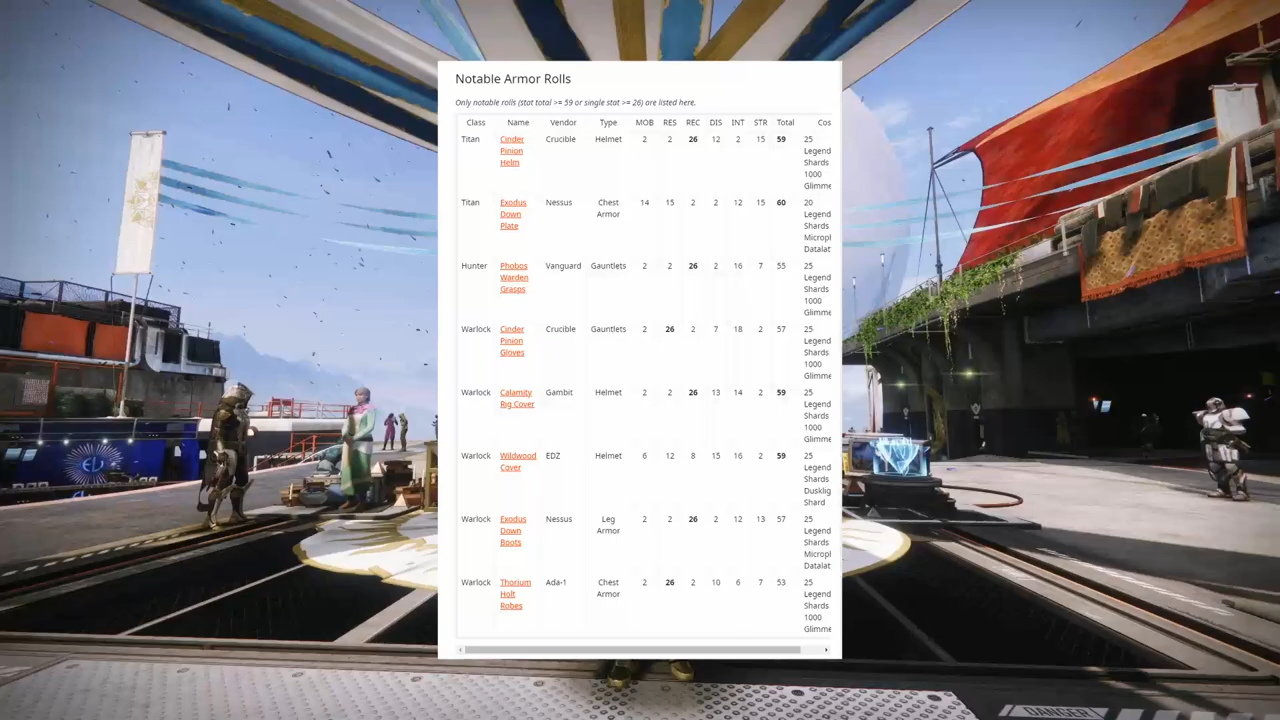 Notable Armor Rolls
Only notable rolls (stat total >= 59 or single stat >= 26) are listed here.
Class Name Vendor Type MOB RES REC DIS INT STR Total Cos
Titan Cinder Crucible Helmet 2 2 26 12 2 15 59 25
Pinion Legend
Helm Shards
1000
Glimme
Titan Exodus Nessus Chest 14 15 2 2 12 15 60 20
Down Armor Legend
Plate Shards
Microph
Datalat
Hunter Phobos Vanguard Gauntlets 2 2 26 2 16 7 55 25
Warden Legend
Grasps Shards
1000
Glimme
Warlock Cinder Crucible Gauntlets 2 26 2 7 18 2 57 25
Pinion Legend
Gloves Shards
1000
Glimme
Warlock Calamity Gambit Helmet 2 2 26 13 14 2 59 25
Rig Cover Legend
Shards
1000
Glimme
Warlock Wildwood EDZ Helmet 6 12 8 15 16 2 59 25
Cover Legend
Shards
Dusklig
Shard
Warlock Exodus Nessus Leg 2 2 26 2 12 13 57 25
Down Armor Legend
Boots Shards
Microph
Datalat
Warlock Thorium Ada-1 Chest 2 26 2 10 6 7 53 25
Holt Armor Legend
Robes Shards
1000
Glimme
EV
DANGER